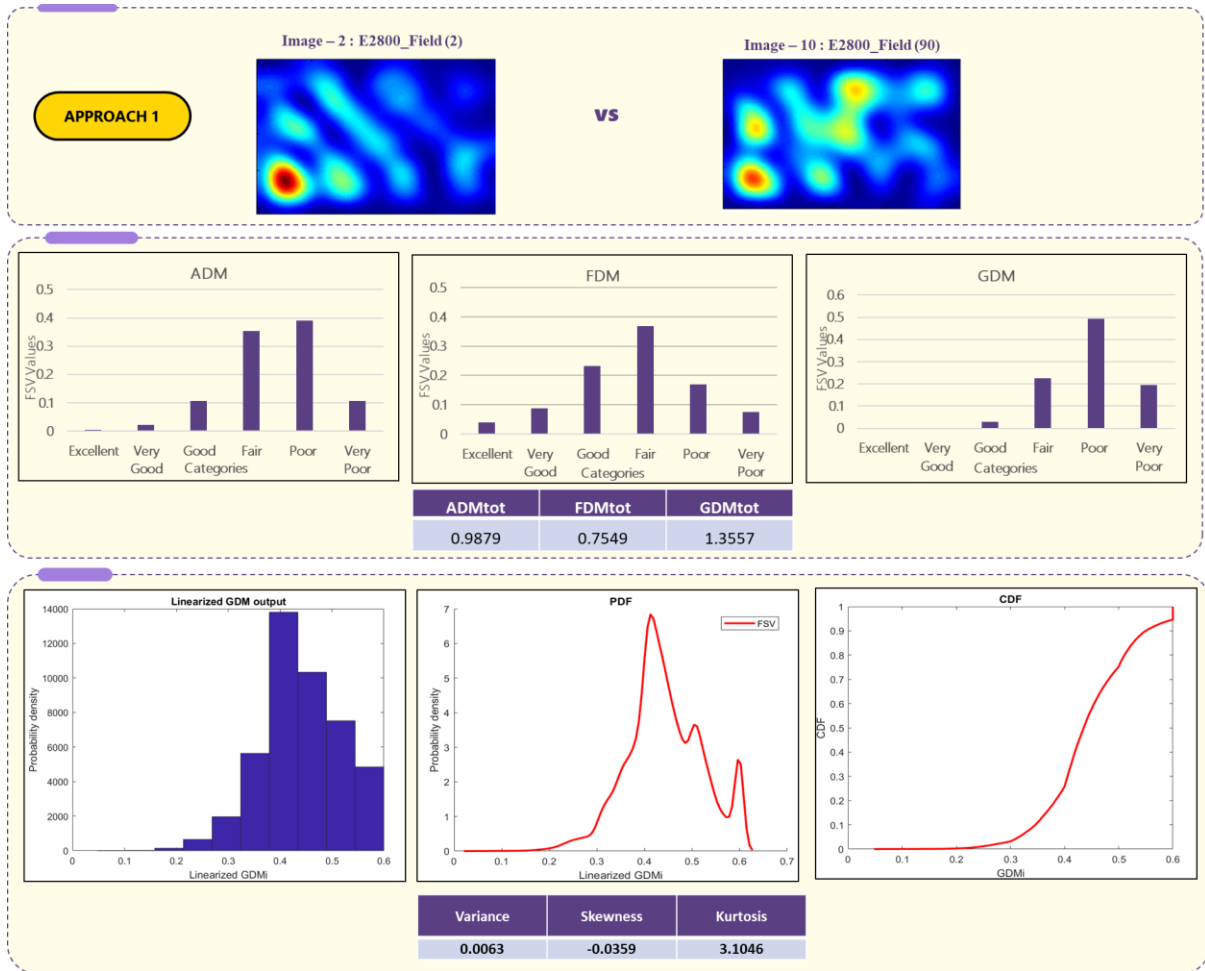 Image – 2 : E2800_Field (2)
Image – 10 : E2800_Field (90)
APPROACH 1
VS
ADM
0.5
0.4
0.3
0.2
0.1
0
FSV Values
Excellent
Very Good
Good
Fair
Poor
Very Poor
Categories
FDM
0.5
0.4
0.3
0.2
0.1
0
FSV Values
Excellent
Very Good
Good
Fair
Poor
Very Poor
Categories
GDM
0.6
0.5
0.4
0.3
0.2
0.1
0
FSV Values
Excellent
Very Good
Good
Fair
Poor
Very Poor
Categories
ADMtot FDMtot GDMtot
0.9879 0.7549 1.3557
Linearized GDM output
14000
12000
10000
8000
6000
4000
2000
0
Probability density
0.1 0.2 0.3 0.4 0.5 0.6
Linearized GDMi
PDF
FSV
7
6
5
4
3
2
1
0
Probability density
0 0.1 0.2 0.3 0.4 0.5 0.6 0.7
Linearized GDMi
CDF
1
0.9
0.8
0.7
0.6
0.5
0.4
0.3
0.2
0.1
0
CDF
0 0.1 0.2 0.3 0.4 0.5 0.6
GDMi
Variance Skewness Kurtosis
0.0063 -0.0359 3.1046